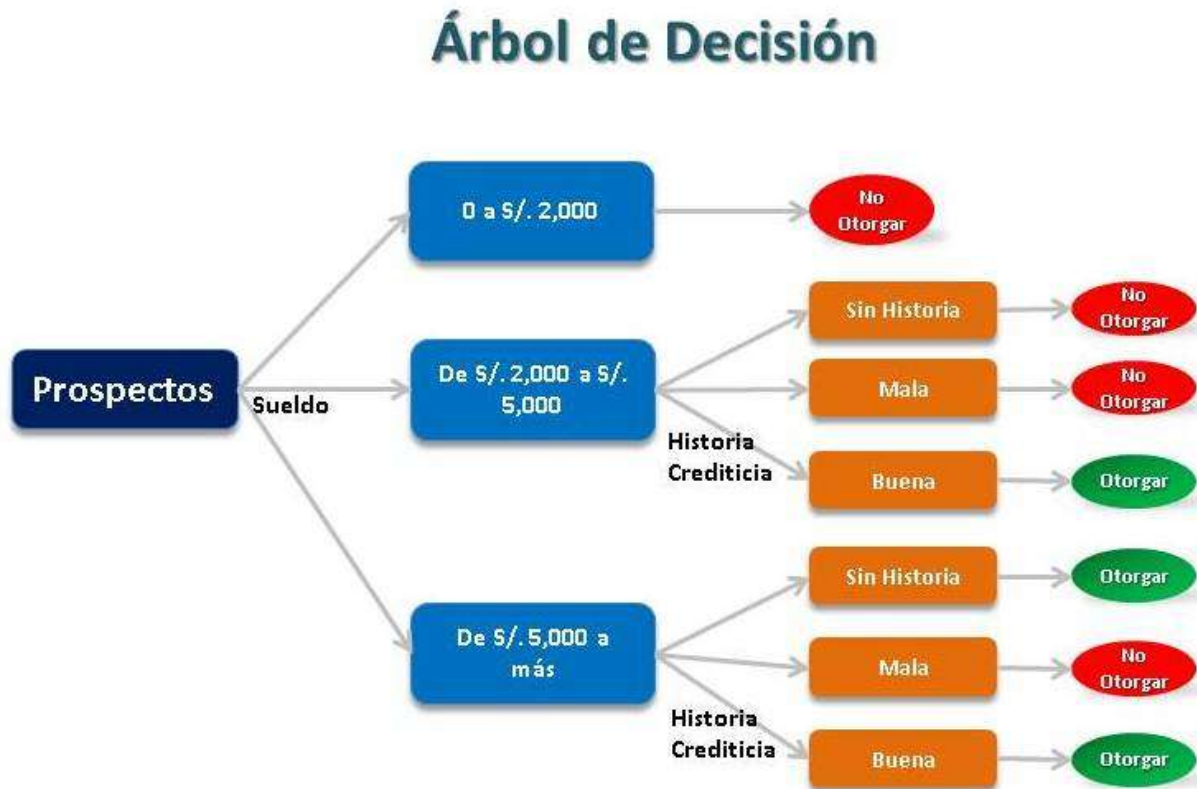 Árbol de Decisión
0 a S/. 2,000
No
Otorgar
Prospectos
Sueldo
De S/. 2,000 a S/.
5,000
Historia
Crediticia
Sin Historia
No
Otorgar
Mala
No
Otorgar
Buena
Otorgar
De S/. 5,000 a
más
Historia
Crediticia
Sin Historia
Otorgar
Mala
No
Otorgar
Buena
Otorgar